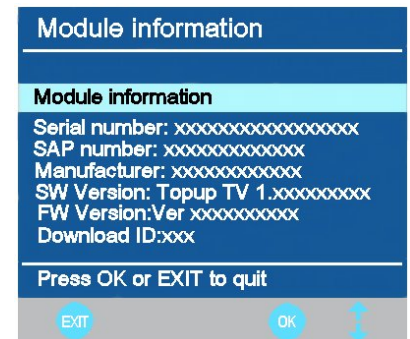 Module information
Module information
Serial number: xxxxxxxxxxxxxxxxx
SAP number: xxxxxxxxxxxxx
Manufacturer: xxxxxxxxxxxx
SW Version: Topup TV 1.xxxxxxxxx
FW Version:Ver xxxxxxxxxx
Download ID:xxx
Press OK or EXIT to quit
EXIT OK